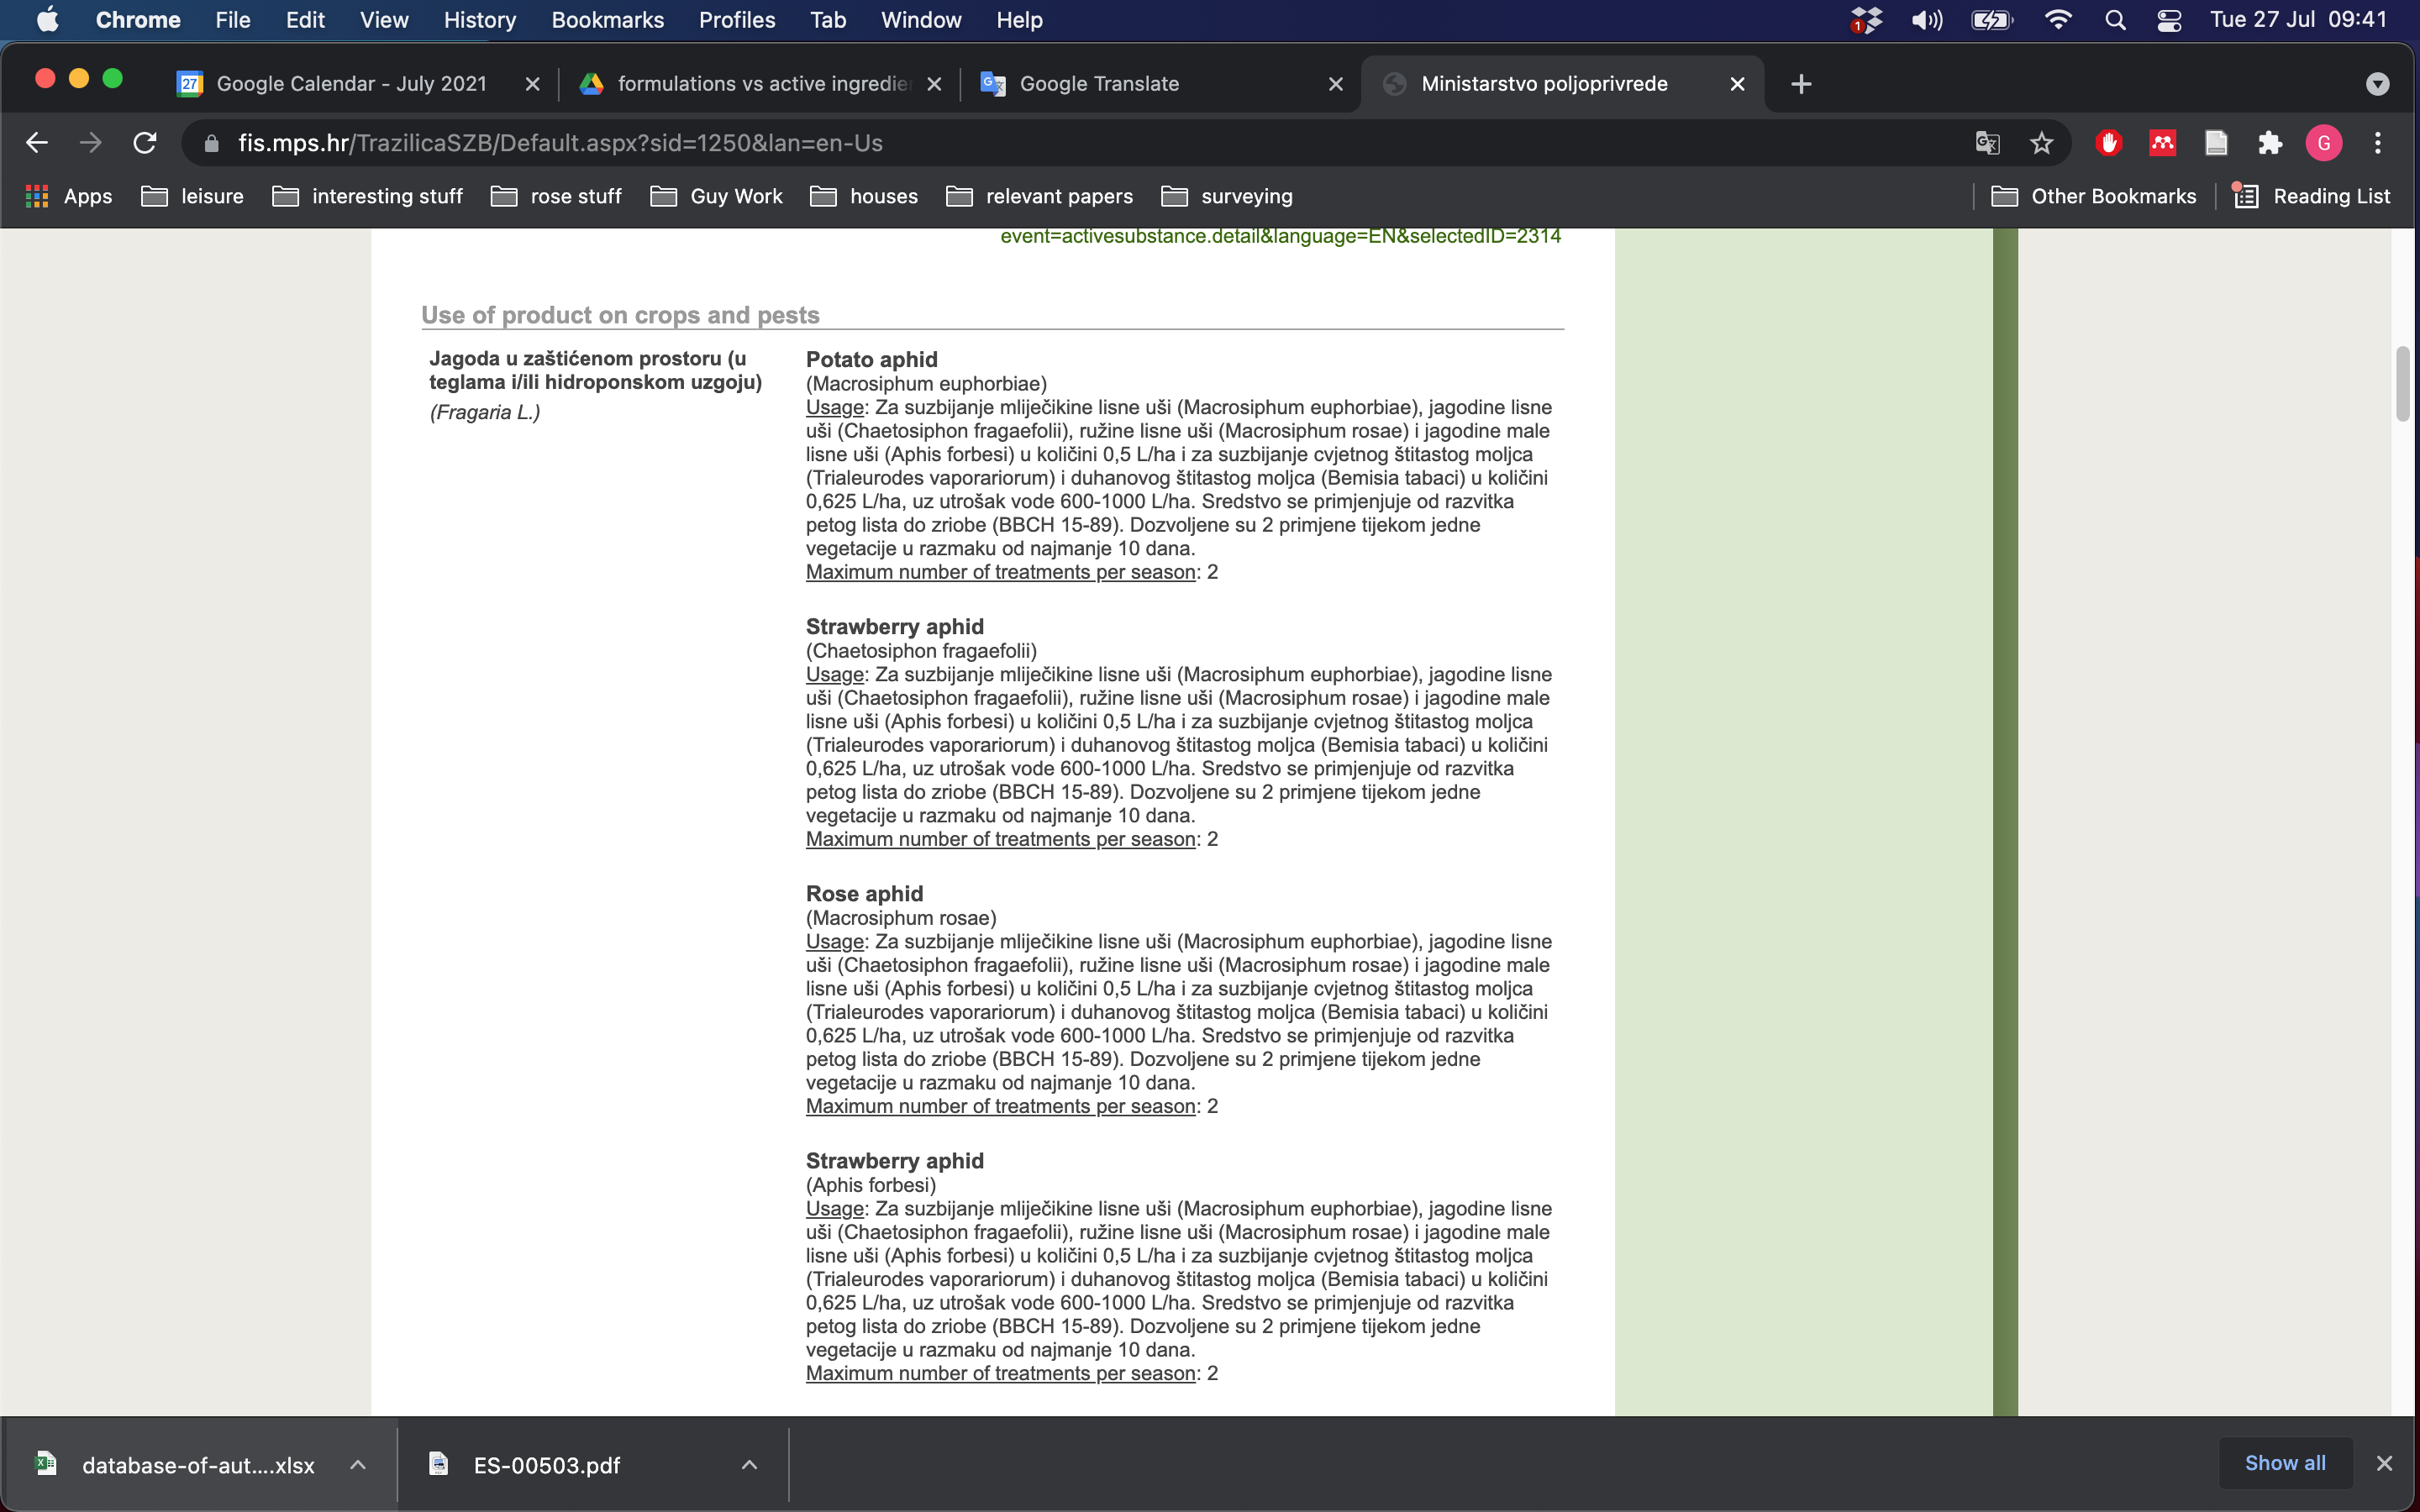 Chrome File Edit View History Bookmarks Profiles Tab Window Help 1 Tue 27 Jul 09:41
27 Google Calendar - July 2021 formulations vs active ingredie Google Translate Ministarstvo poljoprivrede
fis.mps.hr/TrazilicaSZB/Default.aspx?sid=1250&lan=en-Us G
Apps leisure interesting stuff rose stuff Guy Work houses relevant papers surveying Other Bookmarks Reading List
event=activesubstance.detail&language=EN&selectedID=2314
Use of product on crops and pests
Jagoda u zaštićenom prostoru (u
teglama i/ili hidroponskom uzgoju)
(Fragaria L.)
Potato aphid
(Macrosiphum euphorbiae)
Usage: Za suzbijanje mliječikine lisne uši (Macrosiphum euphorbiae), jagodine lisne
uši (Chaetosiphon fragaefolii), ružine lisne uši (Macrosiphum rosae) i jagodine male
lisne uši (Aphis forbesi) u količini 0,5 L/ha i za suzbijanje cvjetnog štitastog moljca
(Trialeurodes vaporariorum) i duhanovog štitastog moljca (Bemisia tabaci) u količini
0,625 L/ha, uz utrošak vode 600-1000 L/ha. Sredstvo se primjenjuje od razvitka
petog lista do zriobe (BBCH 15-89). Dozvoljene su 2 primjene tijekom jedne
vegetacije u razmaku od najmanje 10 dana.
Maximum number of treatments per season: 2
Strawberry aphid
(Chaetosiphon fragaefolii)
Usage: Za suzbijanje mliječikine lisne uši (Macrosiphum euphorbiae), jagodine lisne
uši (Chaetosiphon fragaefolii), ružine lisne uši (Macrosiphum rosae) i jagodine male
lisne uši (Aphis forbesi) u količini 0,5 L/ha i za suzbijanje cvjetnog štitastog moljca
(Trialeurodes vaporariorum) i duhanovog štitastog moljca (Bemisia tabaci) u količini
0,625 L/ha, uz utrošak vode 600-1000 L/ha. Sredstvo se primjenjuje od razvitka
petog lista do zriobe (BBCH 15-89). Dozvoljene su 2 primjene tijekom jedne
vegetacije u razmaku od najmanje 10 dana.
Maximum number of treatments per season: 2
Rose aphid
(Macrosiphum rosae)
Usage: Za suzbijanje mliječikine lisne uši (Macrosiphum euphorbiae), jagodine lisne
uši (Chaetosiphon fragaefolii), ružine lisne uši (Macrosiphum rosae) i jagodine male
lisne uši (Aphis forbesi) u količini 0,5 L/ha i za suzbijanje cvjetnog štitastog moljca
(Trialeurodes vaporariorum) i duhanovog štitastog moljca (Bemisia tabaci) u količini
0,625 L/ha, uz utrošak vode 600-1000 L/ha. Sredstvo se primjenjuje od razvitka
petog lista do zriobe (BBCH 15-89). Dozvoljene su 2 primjene tijekom jedne
vegetacije u razmaku od najmanje 10 dana.
Maximum number of treatments per season: 2
Strawberry aphid
(Aphis forbesi)
Usage: Za suzbijanje mliječikine lisne uši (Macrosiphum euphorbiae), jagodine lisne
uši (Chaetosiphon fragaefolii), ružine lisne uši (Macrosiphum rosae) i jagodine male
lisne uši (Aphis forbesi) u količini 0,5 L/ha i za suzbijanje cvjetnog štitastog moljca
(Trialeurodes vaporariorum) i duhanovog štitastog moljca (Bemisia tabaci) u količini
0,625 L/ha, uz utrošak vode 600-1000 L/ha. Sredstvo se primjenjuje od razvitka
petog lista do zriobe (BBCH 15-89). Dozvoljene su 2 primjene tijekom jedne
vegetacije u razmaku od najmanje 10 dana.
Maximum number of treatments per season: 2
database-of-aut....xlsx ES-00503.pdf Show all